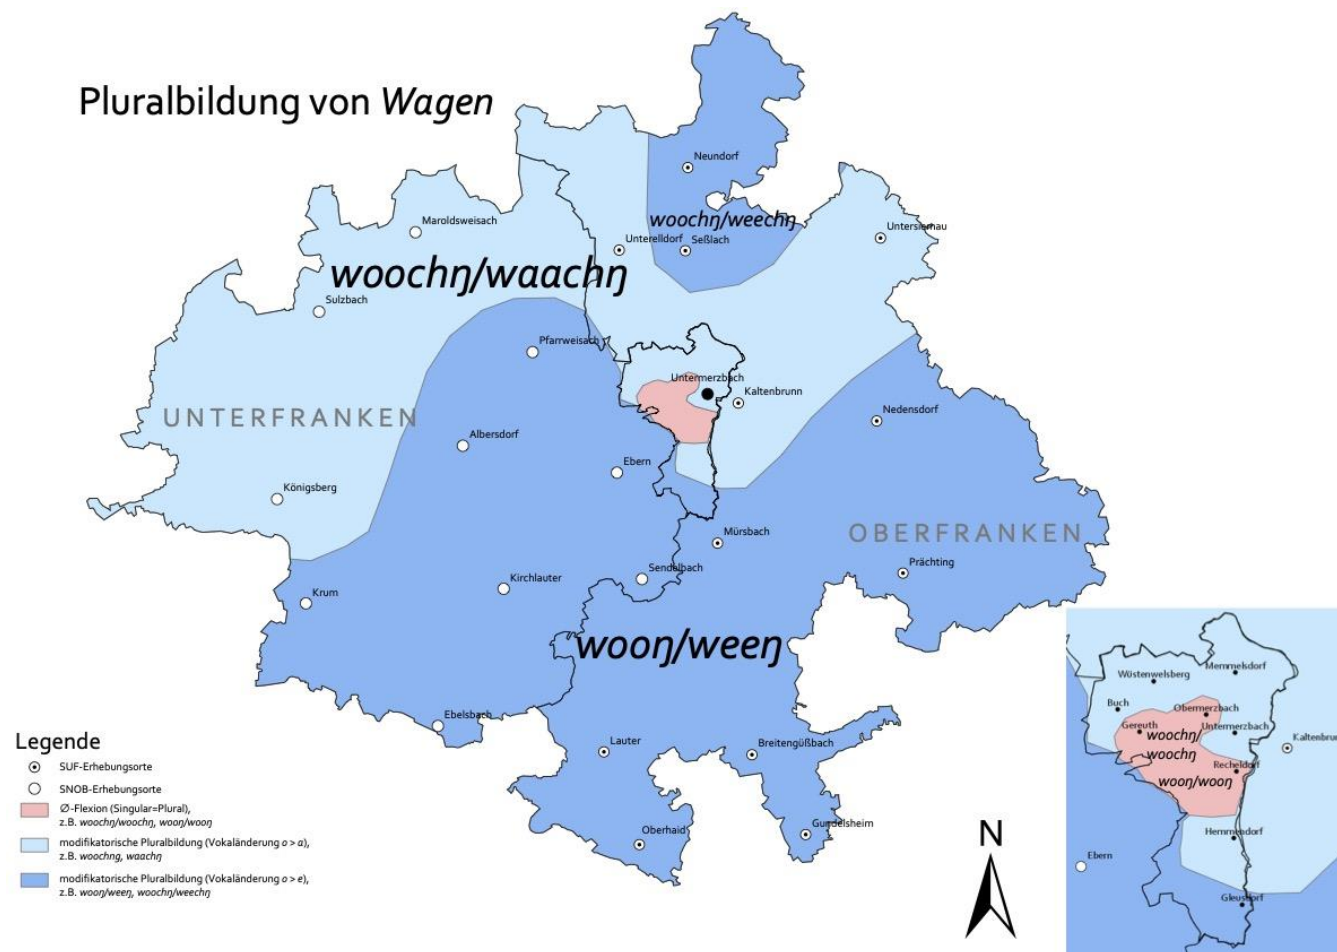 Pluralbildung von Wagen
Neundorf
woochŋ/weechŋ
Maroldsweisach
Unterelldorf
Seßlach
Untersiemau
woochŋ/waachŋ
Sulzbach
Pfarrweisach
Untermerzbach
Kaltenbrunn
UNTERFRANKEN
Nedensdorf
Albersdorf
Ebern
Königsberg
OBERFRANKEN
Mürsbach
Prächting
Sendelbach
Kirchlauter
Krum
wooŋ/weeŋ
Ebelsbach
Lauter
Breitengüßbach
Gundelsheim
Oberhaid
Legende
SUF-Erhebungsorte
SNOB-Erhebungsorte
∅-Flexion (Singular=Plural),
z.B. woochŋ/woochŋ, wooŋ/wooŋ
modifikatorische Pluralbildung (Vokaländerung o > a),
z.B. woochng, waachŋ
modifikatorische Pluralbildung (Vokaländerung o > e),
z.B. wooŋ/weeŋ, woochŋ/weechŋ
N
Memmelsdorf
Wüstenwelsberg
Buch
Obermerzbach
Gereuth
Untermerzbach
woochŋ/
woochŋ
Kaltenbrun
Recheldorf
wooŋ/wooŋ
Hemmendorf
Ebern
Gleusdorf